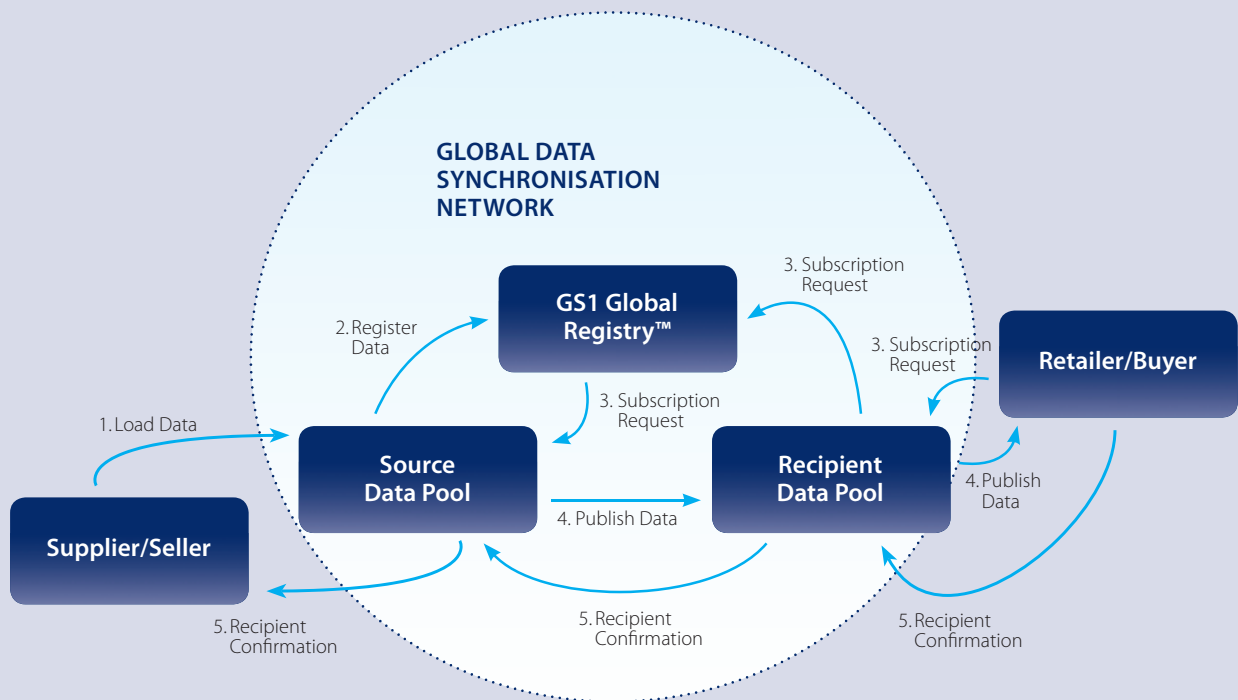 GLOBAL DATA
SYNCHRONISATION
NETWORK
3. Subscription
Request
GS1 Global
Registry™
2. Register
Data
3. Subscription
Request
Retailer/Buyer
3. Subscription
Request
1. Load Data
Source
Data Pool
Recipient
Data Pool
4. Publish
Data
4. Publish Data
Supplier/Seller
5. Recipient
Confirmation
5. Recipient
Confirmation
5. Recipient
Confirmation